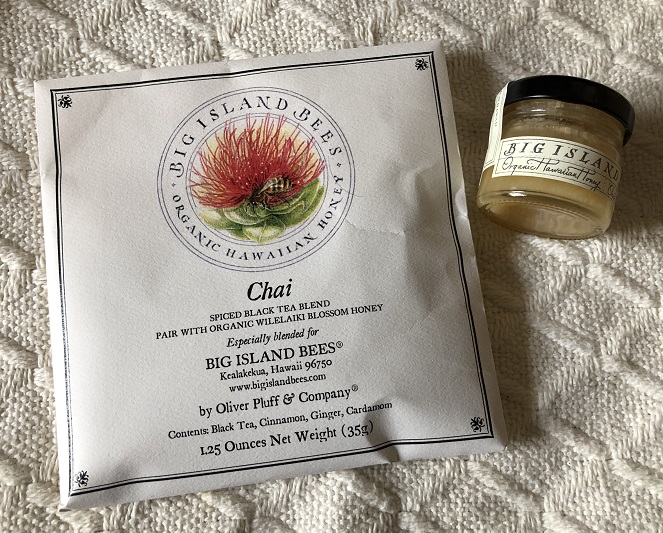 BIG ISLAND BEES
ORGANIC HAWAIIAN HONEY
Chai
SPICED BLACK TEA BLEND
PAIR WITH ORGANIC WILELAIKI BLOSSOM HONEY
Especially blended for
BIG ISLAND BEES®
Kealakekua, Hawaii 96750
www.bigislandbees.com
by Oliver Pluff & Company®
Contents: Black Tea, Cinnamon, Ginger, Cardamom
1.25 Ounces Net Weight (35g)
BIG ISLAND
Organic Hawaiian Honey